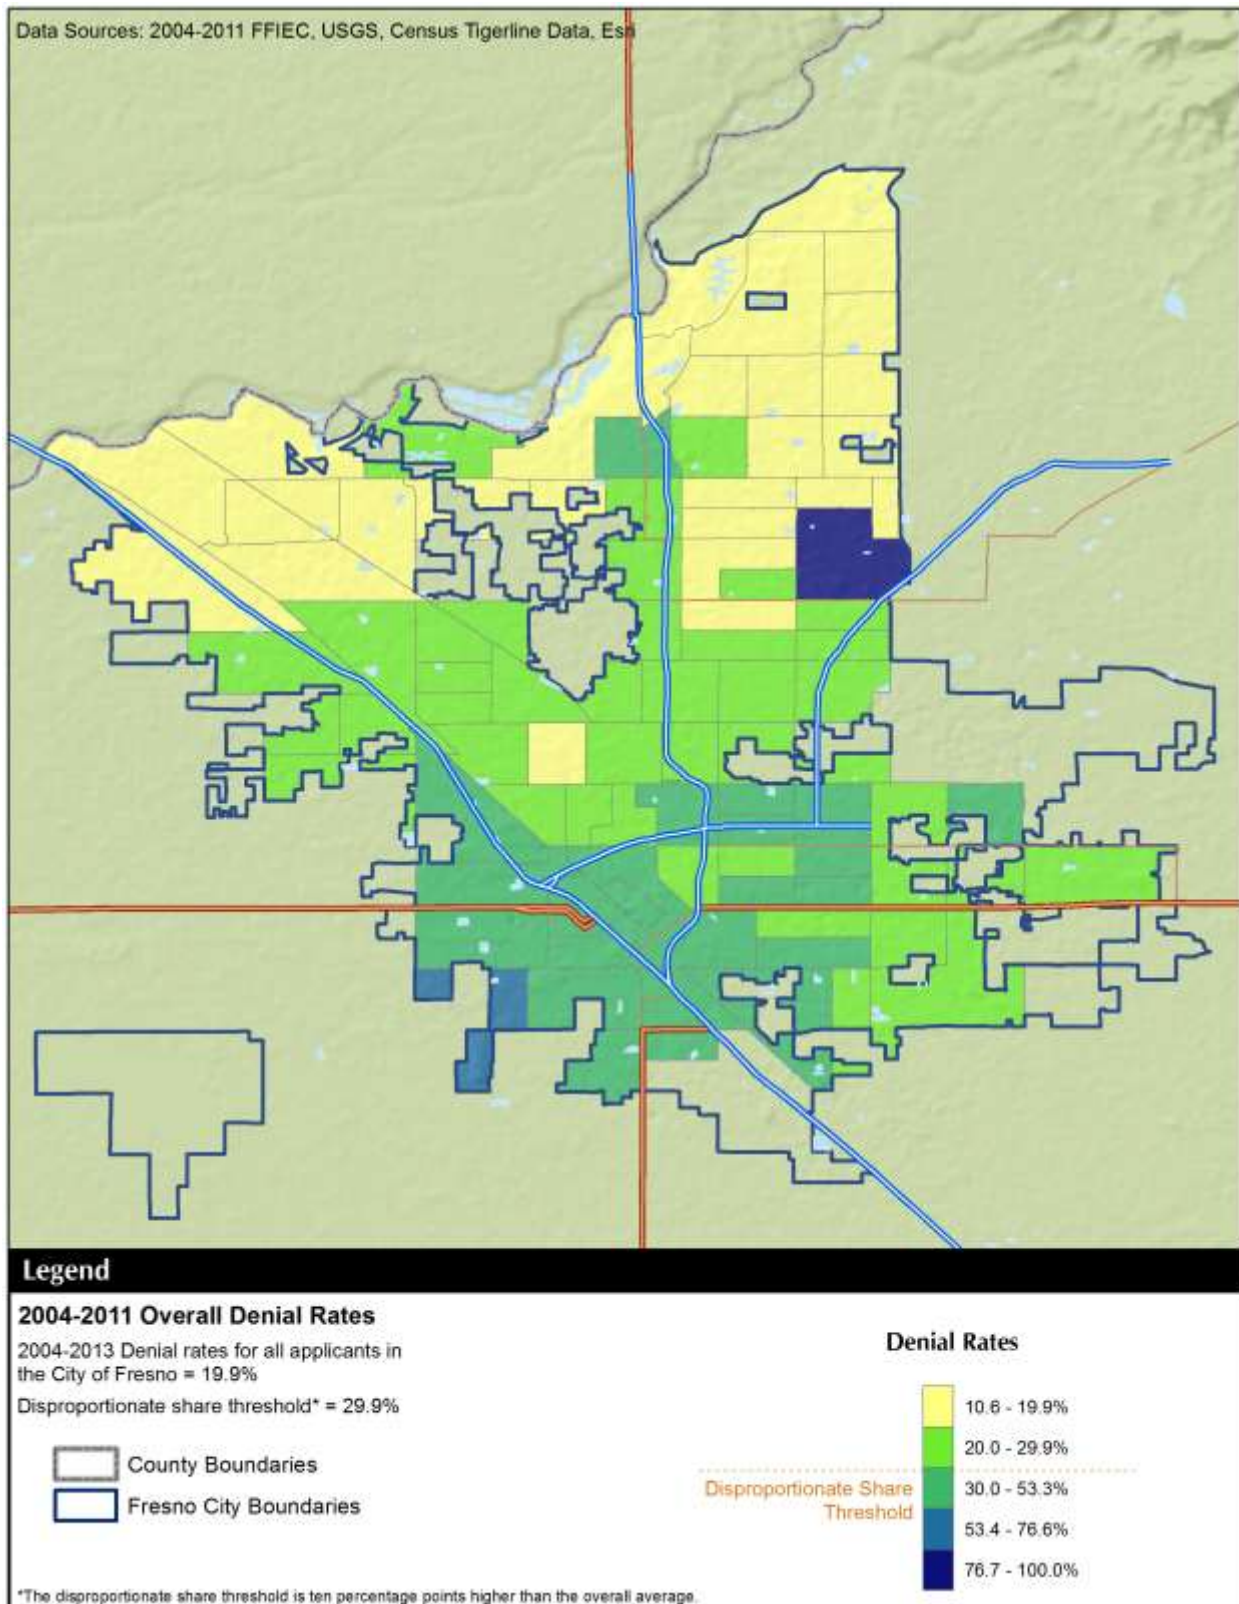 Data Sources: 2004-2011 FFIEC, USGS, Census Tigerline Data, Esri
Legend
2004-2011 Overall Denial Rates
2004-2013 Denial rates for all applicants in
the City of Fresno = 19.9%
Disproportionate share threshold* = 29.9%
County Boundaries
Fresno City Boundaries
Denial Rates
10.6 - 19.9%
20.0 - 29.9%
Disproportionate Share
Threshold
30.0 - 53.3%
53.4 - 76.6%
76.7 - 100.0%
*The disproportionate share threshold is ten percentage points higher than the overall average.